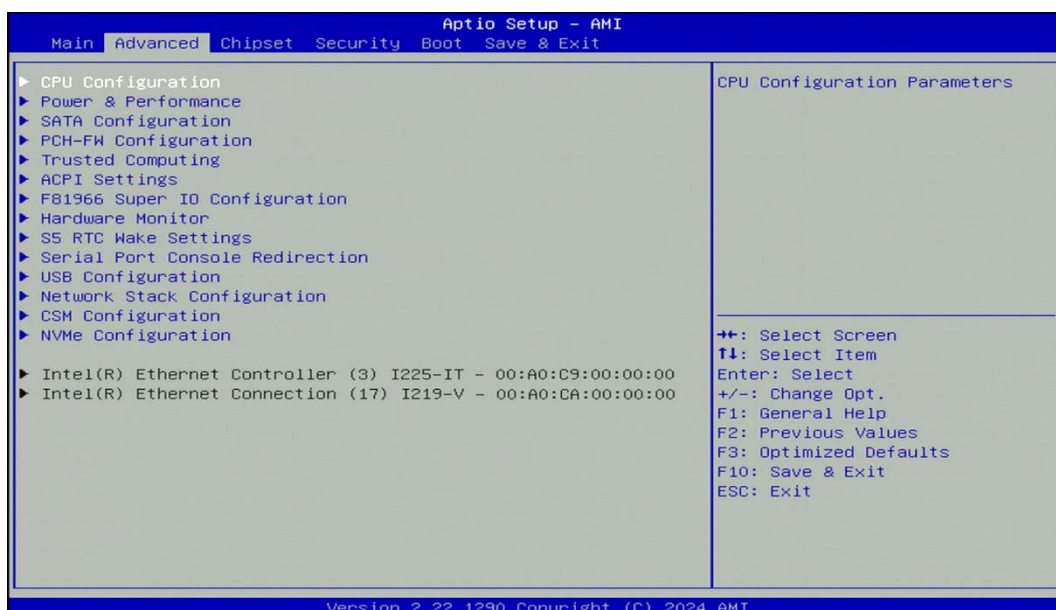 Aptio Setup – AMI
Main Advanced Chipset Security Boot Save & Exit
▶ CPU Configuration
▶ Power & Performance
▶ SATA Configuration
▶ PCH-FW Configuration
▶ Trusted Computing
▶ ACPI Settings
▶ F81966 Super IO Configuration
▶ Hardware Monitor
▶ S5 RTC Wake Settings
▶ Serial Port Console Redirection
▶ USB Configuration
▶ Network Stack Configuration
▶ CSM Configuration
▶ NVMe Configuration
▶ Intel(R) Ethernet Controller (3) I225-IT – 00:A0:C9:00:00:00
▶ Intel(R) Ethernet Connection (17) I219-V – 00:A0:CA:00:00:00
CPU Configuration Parameters
→←: Select Screen
↑↓: Select Item
Enter: Select
+/-: Change Opt.
F1: General Help
F2: Previous Values
F3: Optimized Defaults
F10: Save & Exit
ESC: Exit
Version 2.22.1290 Copyright (C) 2024 AMI